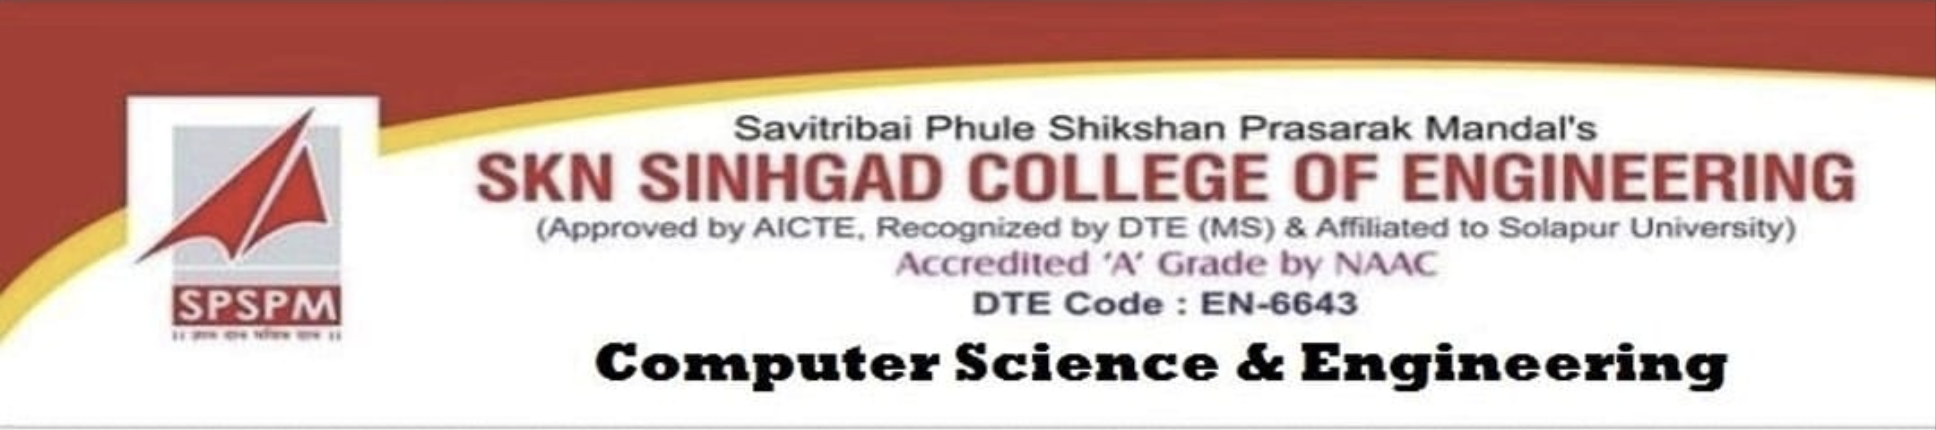 Savitribai Phule Shikshan Prasarak Mandal's
SKN SINHGAD COLLEGE OF ENGINEERING
(Approved by AICTE, Recognized by DTE (MS) & Affiliated to Solapur University)
Accredited 'A' Grade by NAAC
DTE Code : EN-6643
Computer Science & Engineering
SPSPM